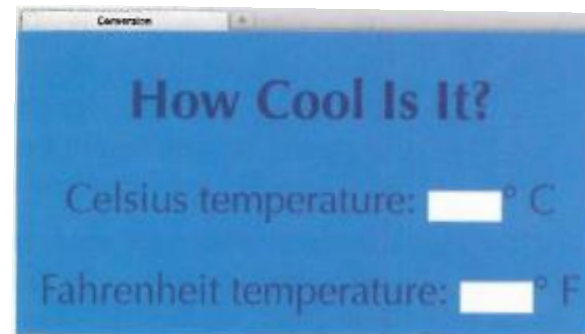 Conversion
How Cool Is It?
Celsius temperature: ° C
Fahrenheit temperature: ° F